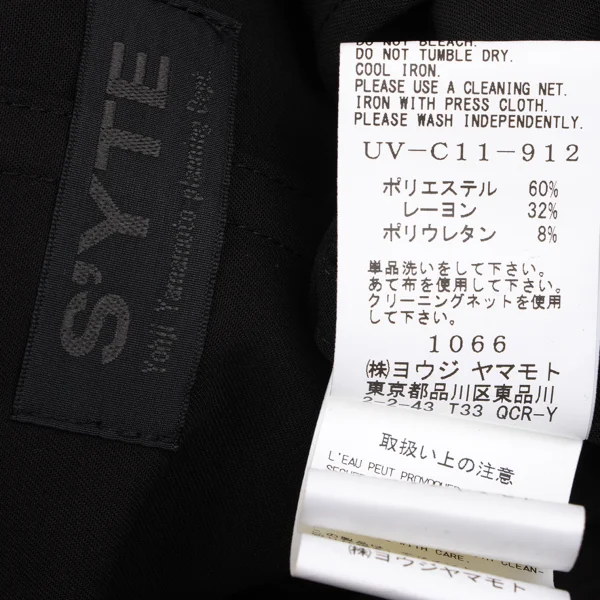 S'YTE
Yohji Yamamoto planning Dept.
DO NOT BLEACH.
DO NOT TUMBLE DRY.
COOL IRON.
PLEASE USE A CLEANING NET.
IRON WITH PRESS CLOTH.
PLEASE WASH INDEPENDENTLY.
UV-C11-912
ポリエステル 60%
レーヨン 32%
ポリウレタン 8%
単品洗いをして下さい。
あて布を使用して下さい。
クリーニングネットを使用
して下さい。
1066
(株)ヨウジ ヤマモト
東京都品川区東品川
2-2-43 T33 QCR-Y
取扱い上の注意
L'EAU PEUT PROVOQUER
WITH CARE.
CLEAN-
(株)ヨウジヤマモト